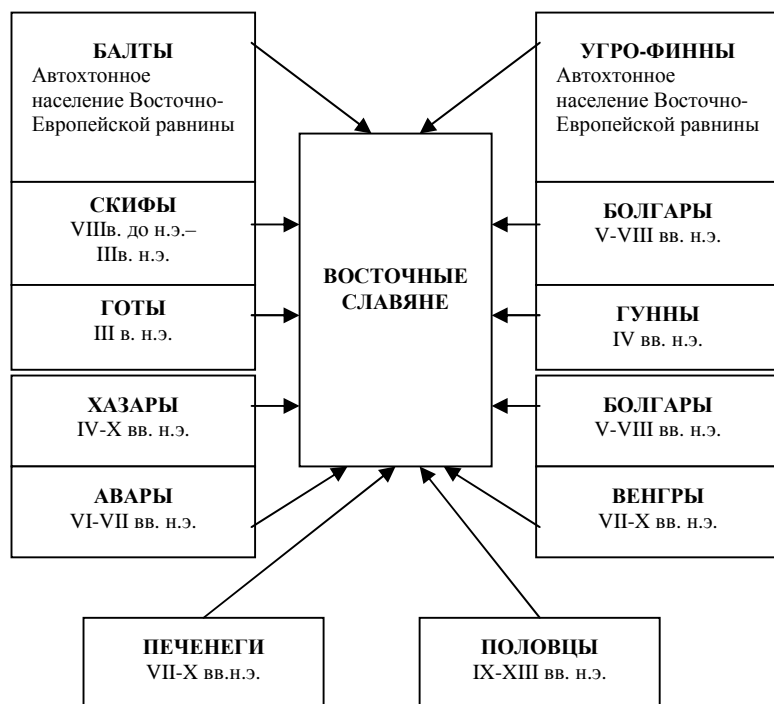 БАЛТЫ
Автохтонное
население Восточно-
Европейской равнины
УГРО-ФИННЫ
Автохтонное
население Восточно-
Европейской равнины
СКИФЫ
VIIIв. до н.э.–
IIIв. н.э.
БОЛГАРЫ
V-VIII вв. н.э.
ВОСТОЧНЫЕ
СЛАВЯНЕ
ГОТЫ
III в. н.э.
ГУННЫ
IV вв. н.э.
ХАЗАРЫ
IV-X вв. н.э.
БОЛГАРЫ
V-VIII вв. н.э.
АВАРЫ
VI-VII вв. н.э.
ВЕНГРЫ
VII-X вв. н.э.
ПЕЧЕНЕГИ
VII-X вв.н.э.
ПОЛОВЦЫ
IX-XIII вв. н.э.